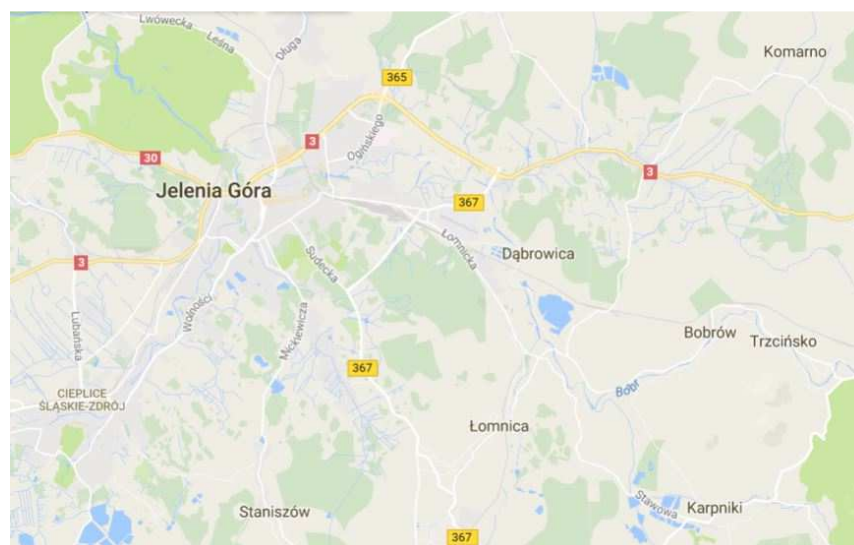 Lwówecka
Leśna
Długa
Komarno
365
Ogińskiego
3
30
3
Jelenia Góra
367
Łomnicka
Sudecka
Dąbrowica
3
Wolności
Mickiewicza
Lubańska
Bobrów
Trzcińsko
367
Bobr
CIEPLICE
ŚLĄSKIE-ZDRÓJ
Łomnica
Stawowa
Karpniki
Staniszów
367